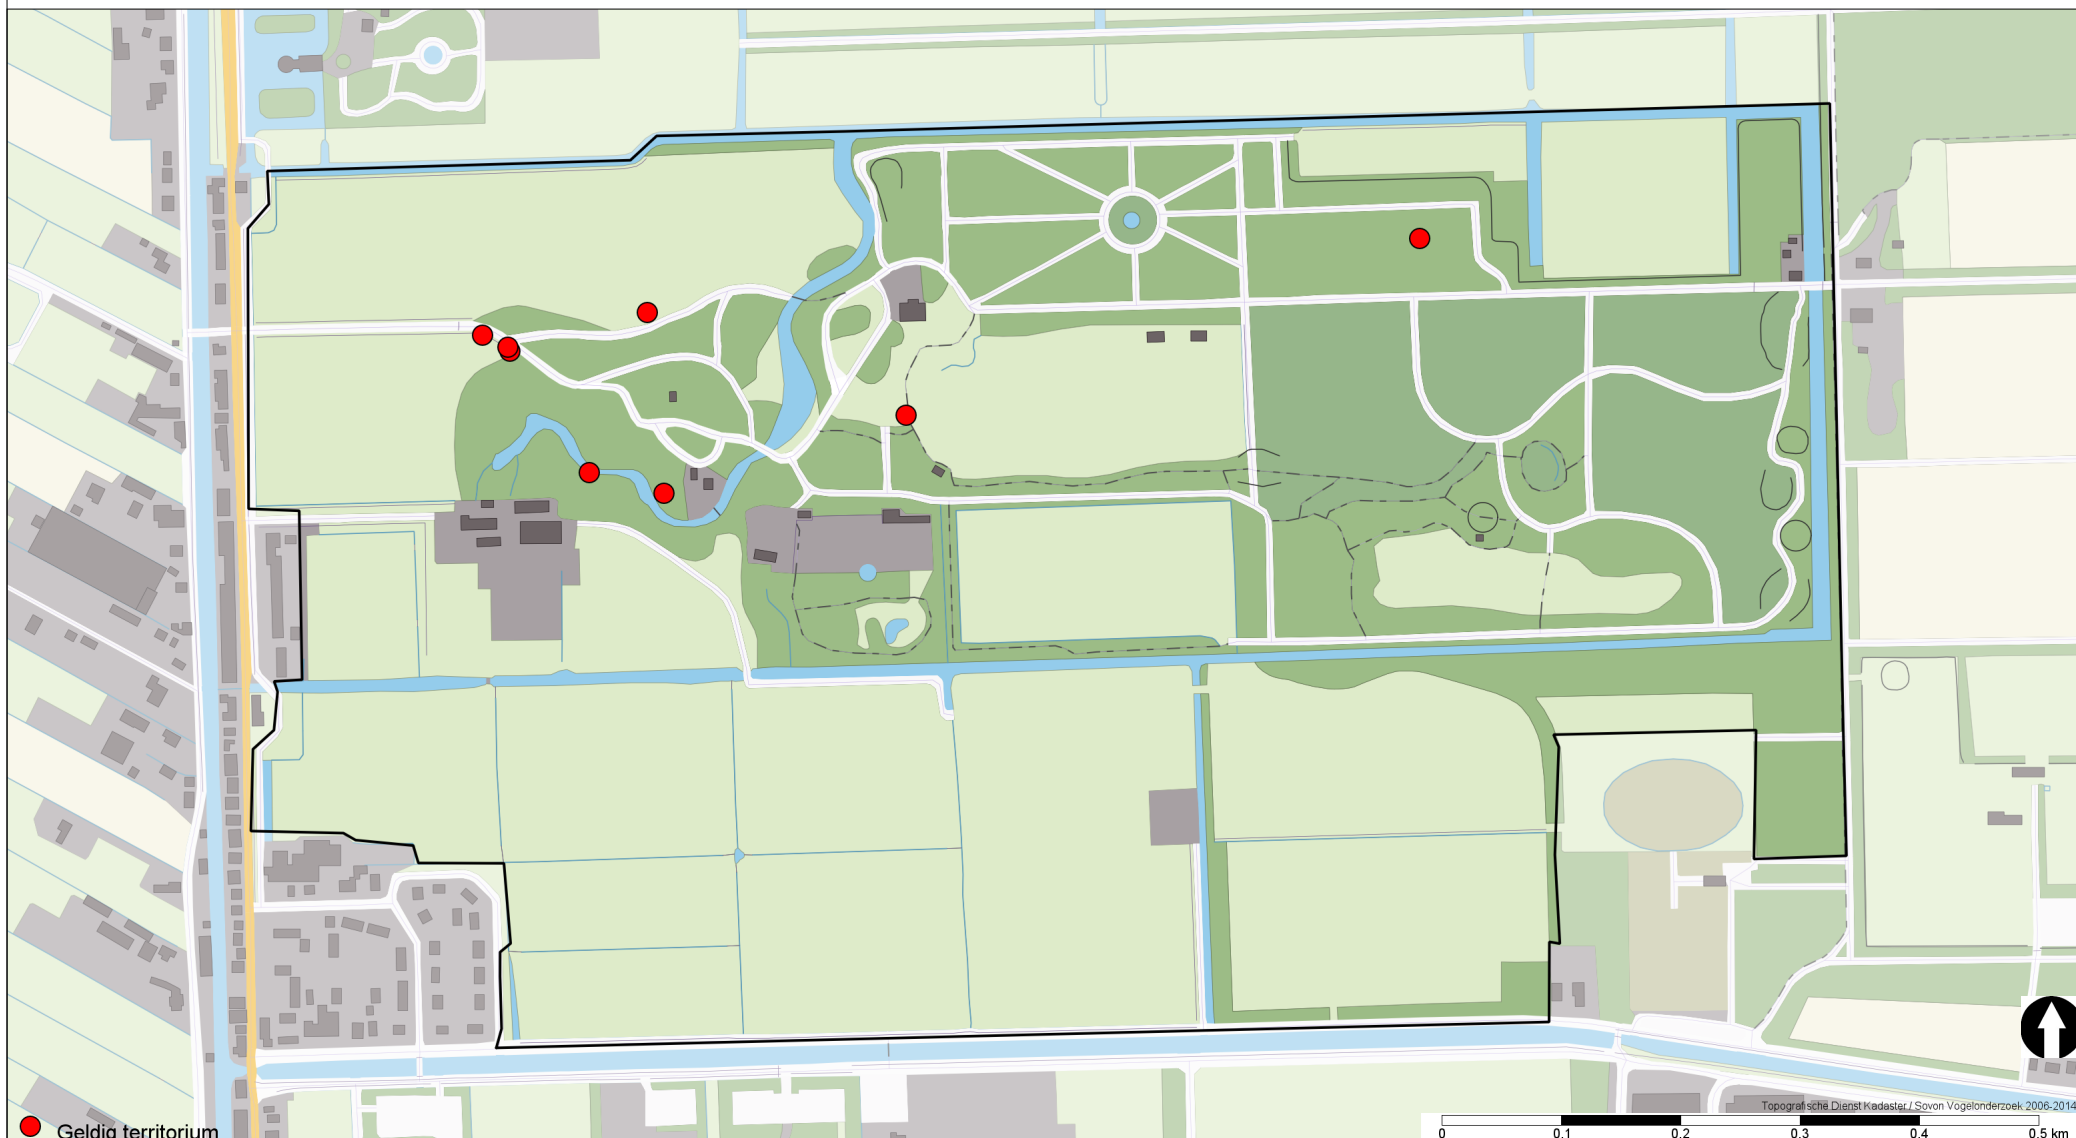 Topografische Dienst Kadaster / Sovon Vogelonderzoek 2006-2014
Geldig territorium
0 0.1 0.2 0.3 0.4 0.5 km